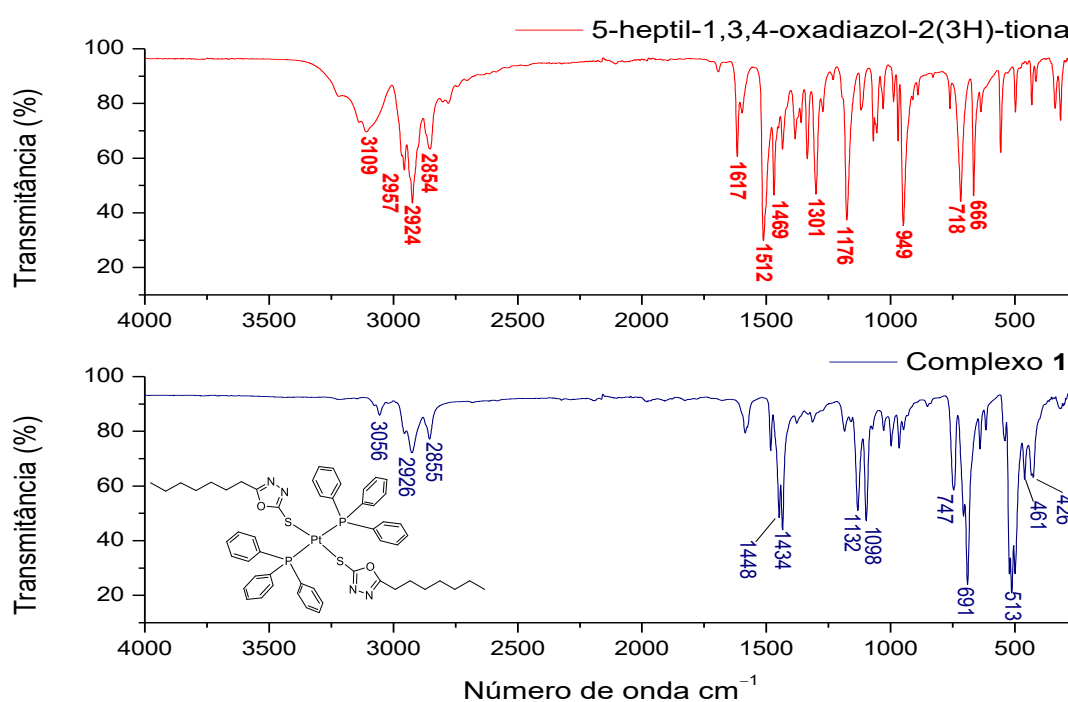 5-heptil-1,3,4-oxadiazol-2(3H)-tiona
Transmitância (%)
100
80
60
40
20
3109
2957
2924
2854
1617
1512
1469
1301
1176
949
718
666
4000 3500 3000 2500 2000 1500 1000 500
Complexo 1
Transmitância (%)
100
80
60
40
20
0
3056
2926
2855
1448
1434
1132
1098
747
691
513
461
426
N N
O
S
P
Pt
P
S
O
N N
4000 3500 3000 2500 2000 1500 1000 500
Número de onda cm⁻¹